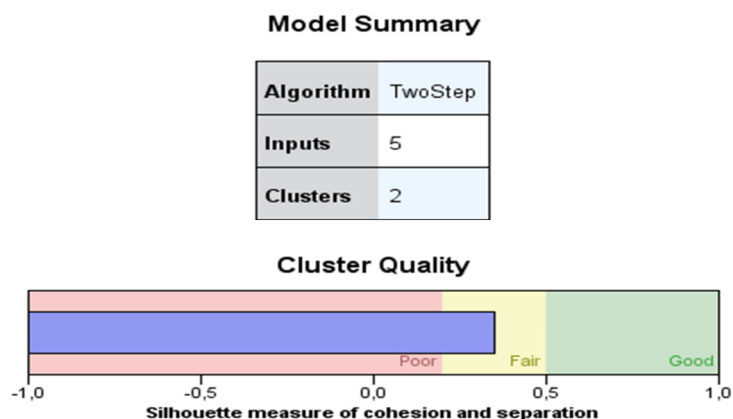 Model Summary
Algorithm TwoStep
Inputs 5
Clusters 2
Cluster Quality
Poor Fair Good
-1,0 -0,5 0,0 0,5 1,0
Silhouette measure of cohesion and separation